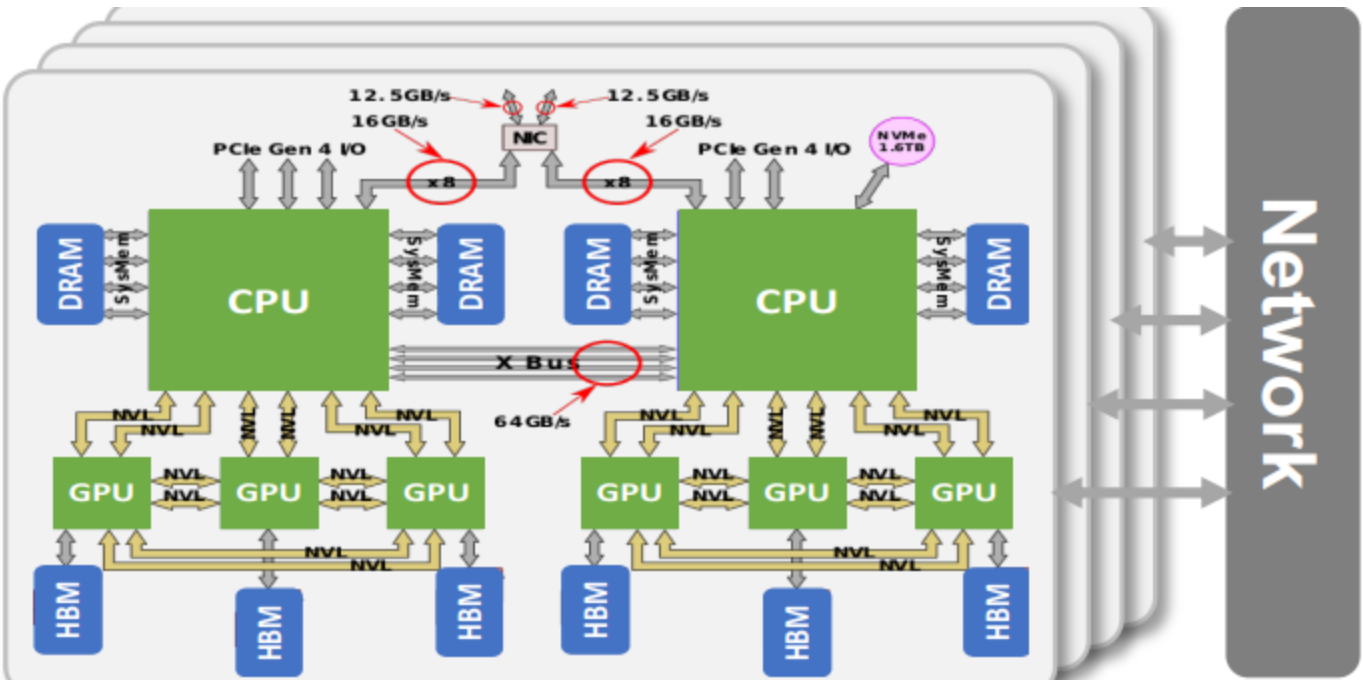 12.5GB/s
12.5GB/s
16GB/s
16GB/s
NIC
PCIe Gen 4 I/O
PCIe Gen 4 I/O
NVMe
1.6TB
x8
x8
DRAM
SysMem
CPU
SysMem
DRAM
DRAM
SysMem
CPU
SysMem
DRAM
X Bus
64GB/s
NVL
NVL
NVL
NVL
NVL
NVL
NVL
NVL
NVL
NVL
NVL
NVL
GPU
NVL
NVL
GPU
NVL
NVL
GPU
GPU
NVL
NVL
GPU
NVL
NVL
GPU
NVL
NVL
NVL
NVL
HBM
HBM
HBM
HBM
HBM
HBM
Network